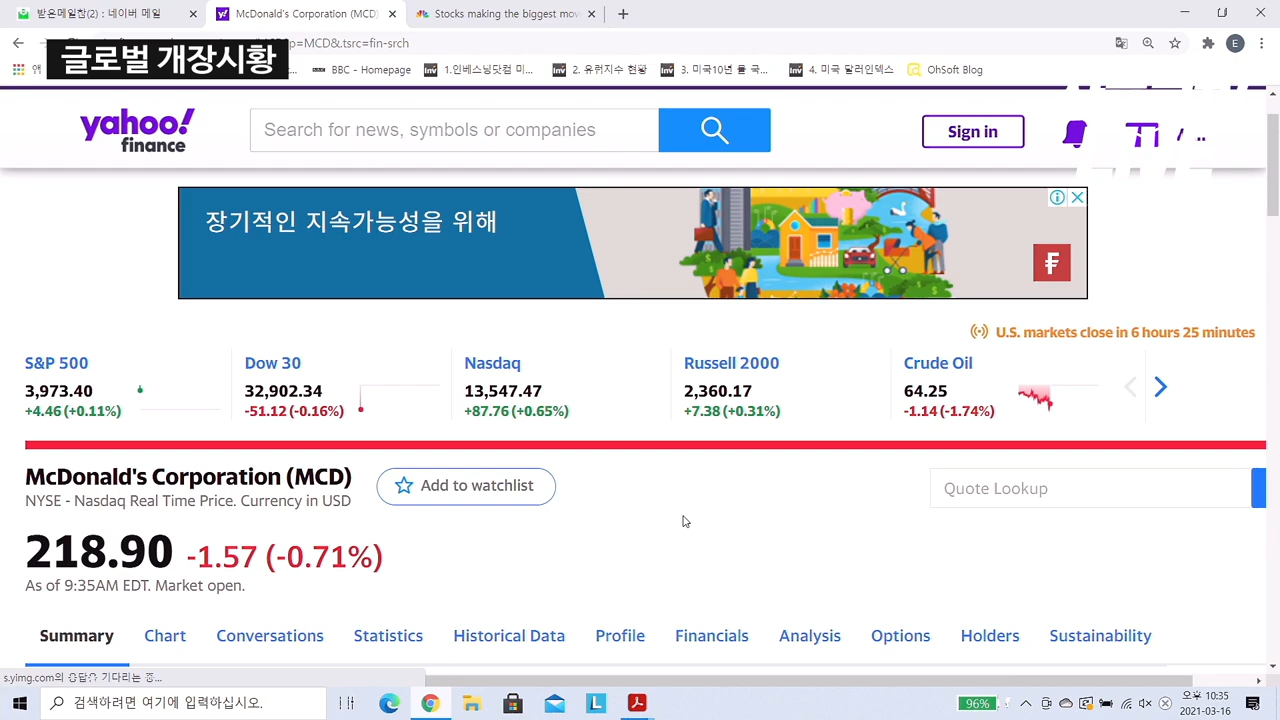 받은메일함(2) : 네이버 메일
McDonald's Corporation (MCD)
Stocks making the biggest mov
p=MCD&.tsrc=fin-srch
E
글로벌 개장시황
BBC - Homepage
1.인베스닝닷컴 미...
2. 뮤뤄지수 현황
3. 미국10년 률 국...
4. 미국 달러인덱스
OhSoft Blog
yahoo!
finance
Search for news, symbols or companies
Sign in
장기적인 지속가능성을 위해
U.S. markets close in 6 hours 25 minutes
S&P 500
3,973.40
+4.46 (+0.11%)
Dow 30
32,902.34
-51.12 (-0.16%)
Nasdaq
13,547.47
+87.76 (+0.65%)
Russell 2000
2,360.17
+7.38 (+0.31%)
Crude Oil
64.25
-1.14 (-1.74%)
McDonald's Corporation (MCD)
NYSE - Nasdaq Real Time Price. Currency in USD
Add to watchlist
Quote Lookup
218.90 -1.57 (-0.71%)
As of 9:35AM EDT. Market open.
Summary Chart Conversations Statistics Historical Data Profile Financials Analysis Options Holders Sustainability
s.yimg.com의 응답을 기다리는 중...
검색하려면 여기에 입력하십시오.
96%
오후 10:35
2021-03-16